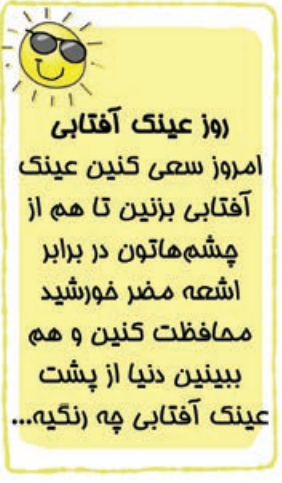 روز عینک آفتابی
امروز سعی کنین عینک
آفتابی بزنین تا هم از
چشم‌هاتون در برابر
اشعه مضر خورشید
محافظت کنین و هم
ببینین دنیا از پشت
عینک آفتابی چه رنگیه...